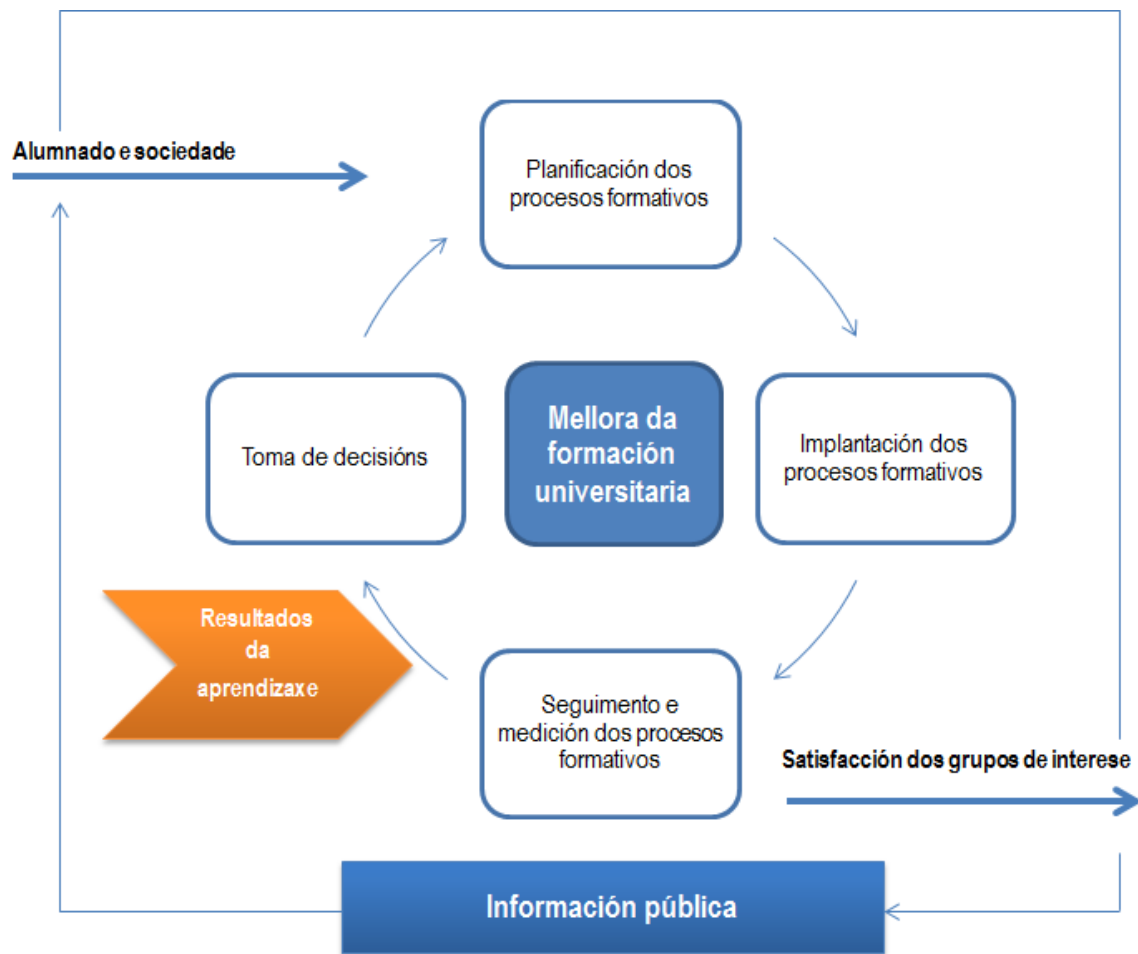 Alumnado e sociedade
Planificación dos
procesos formativos
Toma de decisións
Mellora da
formación
universitaria
Implantación dos
procesos formativos
Resultados
da
aprendizaxe
Seguimento e
medición dos procesos
formativos
Satisfacción dos grupos de interese
Información pública